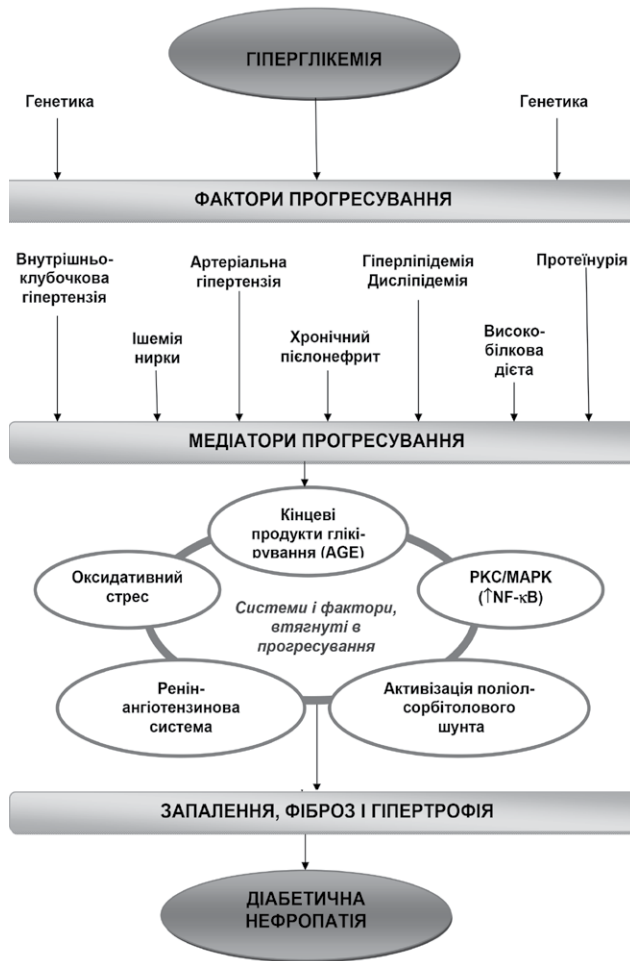 ГІПЕРГЛІКЕМІЯ
Генетика
Генетика
ФАКТОРИ ПРОГРЕСУВАННЯ
Внутрішньо-
клубочкова
гіпертензія
Ішемія
нирки
Артеріальна
гіпертензія
Хронічний
пієлонефрит
Гіперліпідемія
Дисліпідемія
Високо-
білкова
дієта
Протеїнурія
МЕДІАТОРИ ПРОГРЕСУВАННЯ
Кінцеві
продукти глікі-
рування (AGE)
Оксидативний
стрес
PKC/MAPK
(↑NF-κB)
Системи і фактори,
втягнуті в
прогресування
Ренін-
ангіотензинова
система
Активізація поліол-
сорбітолового
шунта
ЗАПАЛЕННЯ, ФІБРОЗ І ГІПЕРТРОФІЯ
ДІАБЕТИЧНА
НЕФРОПАТІЯ